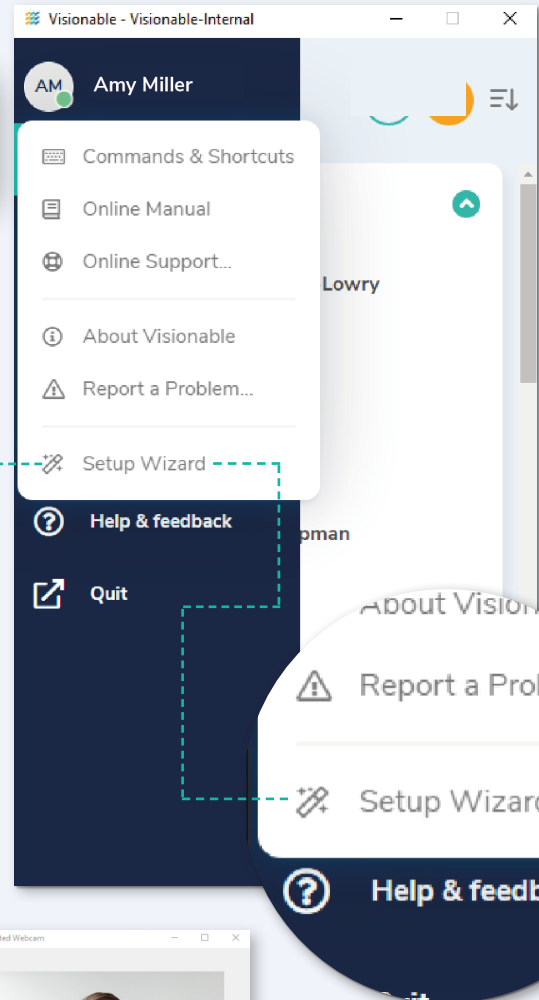 Visionable - Visionable-Internal
AM
Amy Miller
Commands & Shortcuts
Online Manual
Online Support...
Lowry
About Visionable
Report a Problem...
Setup Wizard
Help & feedback
pman
Quit
About Vision
Report a Prob
Setup Wizard
Help & feedb
ted Webcam